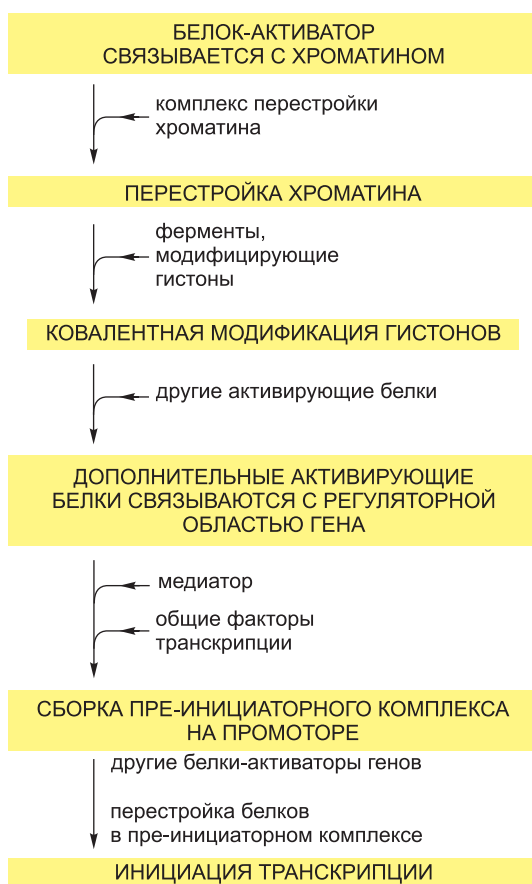 БЕЛОК-АКТИВАТОР
СВЯЗЫВАЕТСЯ С ХРОМАТИНОМ
комплекс перестройки
хроматина
ПЕРЕСТРОЙКА ХРОМАТИНА
ферменты,
модифицирующие
гистоны
КОВАЛЕНТНАЯ МОДИФИКАЦИЯ ГИСТОНОВ
другие активирующие белки
ДОПОЛНИТЕЛЬНЫЕ АКТИВИРУЮЩИЕ
БЕЛКИ СВЯЗЫВАЮТСЯ С РЕГУЛЯТОРНОЙ
ОБЛАСТЬЮ ГЕНА
медиатор
общие факторы
транскрипции
СБОРКА ПРЕ-ИНИЦИАТОРНОГО КОМПЛЕКСА
НА ПРОМОТОРЕ
другие белки-активаторы генов
перестройка белков
в пре-инициаторном комплексе
ИНИЦИАЦИЯ ТРАНСКРИПЦИИ